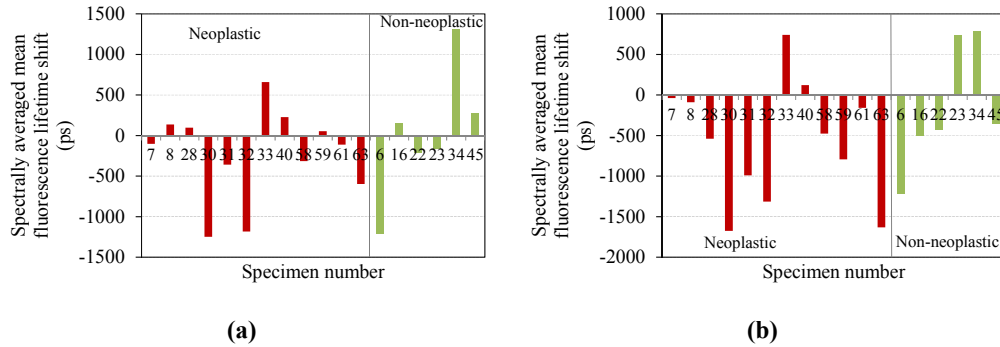 1500
1000
500
0
-500
-1000
-1500
Spectrally averaged mean
fluorescence lifetime shift
(ps)
Neoplastic
Non-neoplastic
7 8 28 30 31 32 33 40 58 59 61 63 6 16 22 23 34 45
Specimen number
(a)
1000
500
0
-500
-1000
-1500
-2000
Spectrally averaged mean
fluorescence lifetime shift
(ps)
7 8 28 30 31 32 33 40 58 59 61 63 6 16 22 23 34 45
Neoplastic
Non-neoplastic
Specimen number
(b)